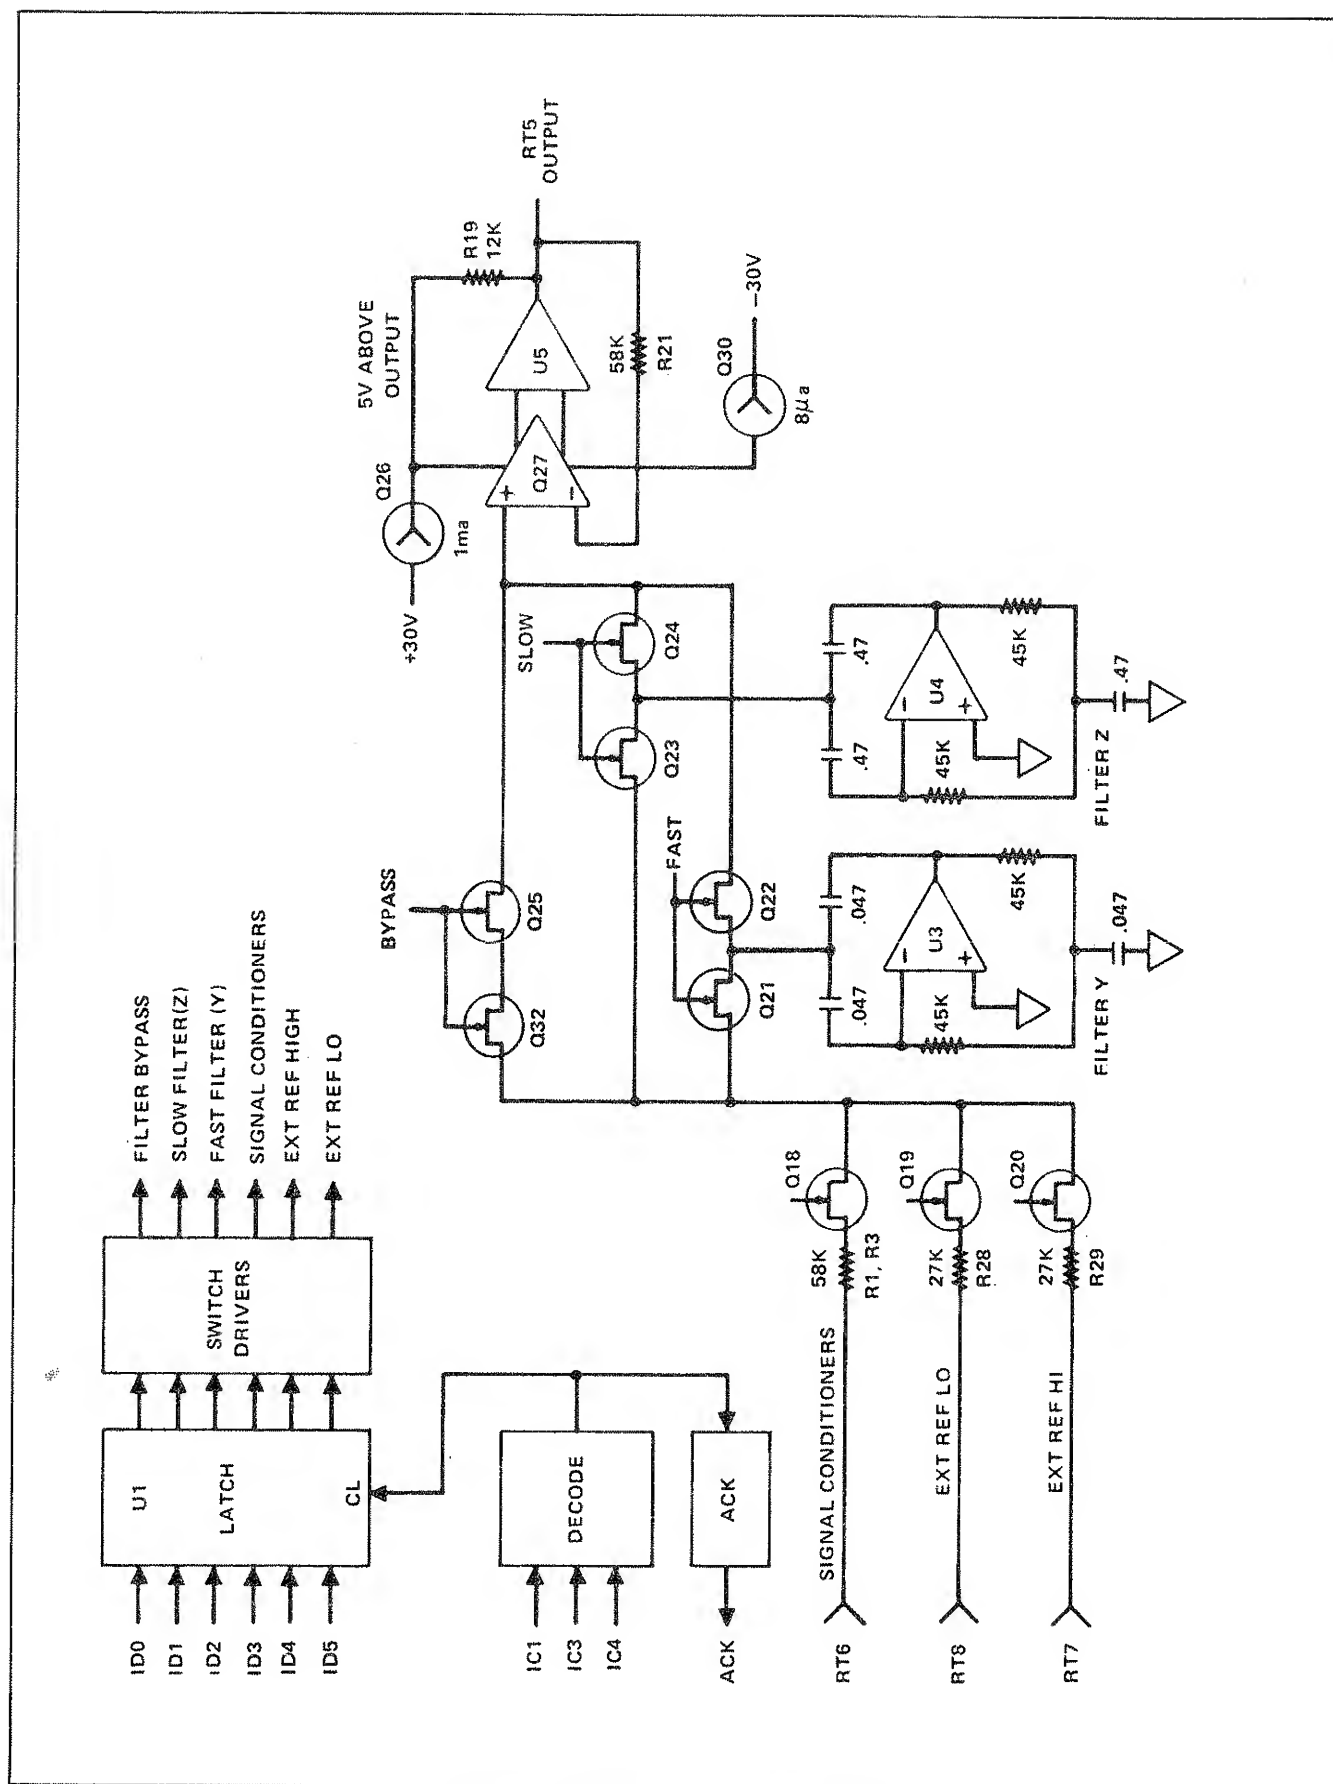 ID0
ID1
ID2
ID3
ID4
ID5
U1
LATCH
CL
SWITCH
DRIVERS
FILTER BYPASS
SLOW FILTER(Z)
FAST FILTER (Y)
SIGNAL CONDITIONERS
EXT REF HIGH
EXT REF LO
IC1
IC3
IC4
DECODE
ACK
ACK
BYPASS
Q32
Q25
SLOW
Q23
Q24
FAST
Q21
Q22
+30V
Q26
1ma
5V ABOVE
OUTPUT
R19
12K
RT5
OUTPUT
+
−
Q27
U5
58K
R21
Q30
8μa
−30V
RT6
SIGNAL CONDITIONERS
58K
R1, R3
Q18
RT8
EXT REF LO
27K
R28
Q19
RT7
EXT REF HI
27K
R29
Q20
.047
.047
45K
−
+
U3
45K
.047
FILTER Y
.47
.47
45K
−
+
U4
45K
.47
FILTER Z